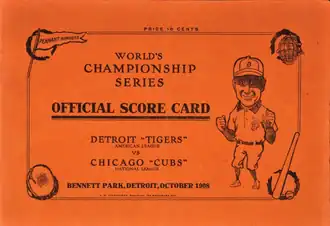 PRICE 10 CENTS
PENNANT WINNERS
WORLD'S
CHAMPIONSHIP
SERIES
OFFICIAL SCORE CARD
DETROIT "TIGERS"
AMERICAN LEAGUE
VS
CHICAGO "CUBS"
NATIONAL LEAGUE
BENNETT PARK, DETROIT, OCTOBER 1908